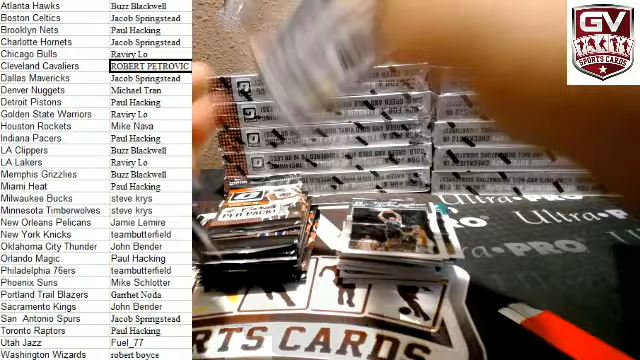 Atlanta Hawks Buzz Blackwell
Boston Celtics Jacob Springstead
Brooklyn Nets Paul Hacking
Charlotte Hornets Jacob Springstead
Chicago Bulls Raviry Lo
Cleveland Cavaliers ROBERT PETROVIC
Dallas Mavericks Jacob Springstead
Denver Nuggets Michael Tran
Detroit Pistons Paul Hacking
Golden State Warriors Raviry Lo
Houston Rockets Mike Nava
Indiana Pacers Paul Hacking
LA Clippers Buzz Blackwell
LA Lakers Raviry Lo
Memphis Grizzlies Buzz Blackwell
Miami Heat Paul Hacking
Milwaukee Bucks steve krys
Minnesota Timberwolves steve krys
New Orleans Pelicans Jamie Lemire
New York Knicks teambutterfield
Oklahoma City Thunder John Bender
Orlando Magic Paul Hacking
Philadelphia 76ers teambutterfield
Phoenix Suns Mike Schlotter
Portland Trail Blazers Garrhet Noda
Sacramento Kings John Bender
San Antonio Spurs Jacob Springstead
Toronto Raptors Paul Hacking
Utah Jazz Fuel_77
Washington Wizards robert boyce
GV
SPORTS CARDS
PER PACK!
Ultra·PRO
Ultra·PRO
RTS CARDS